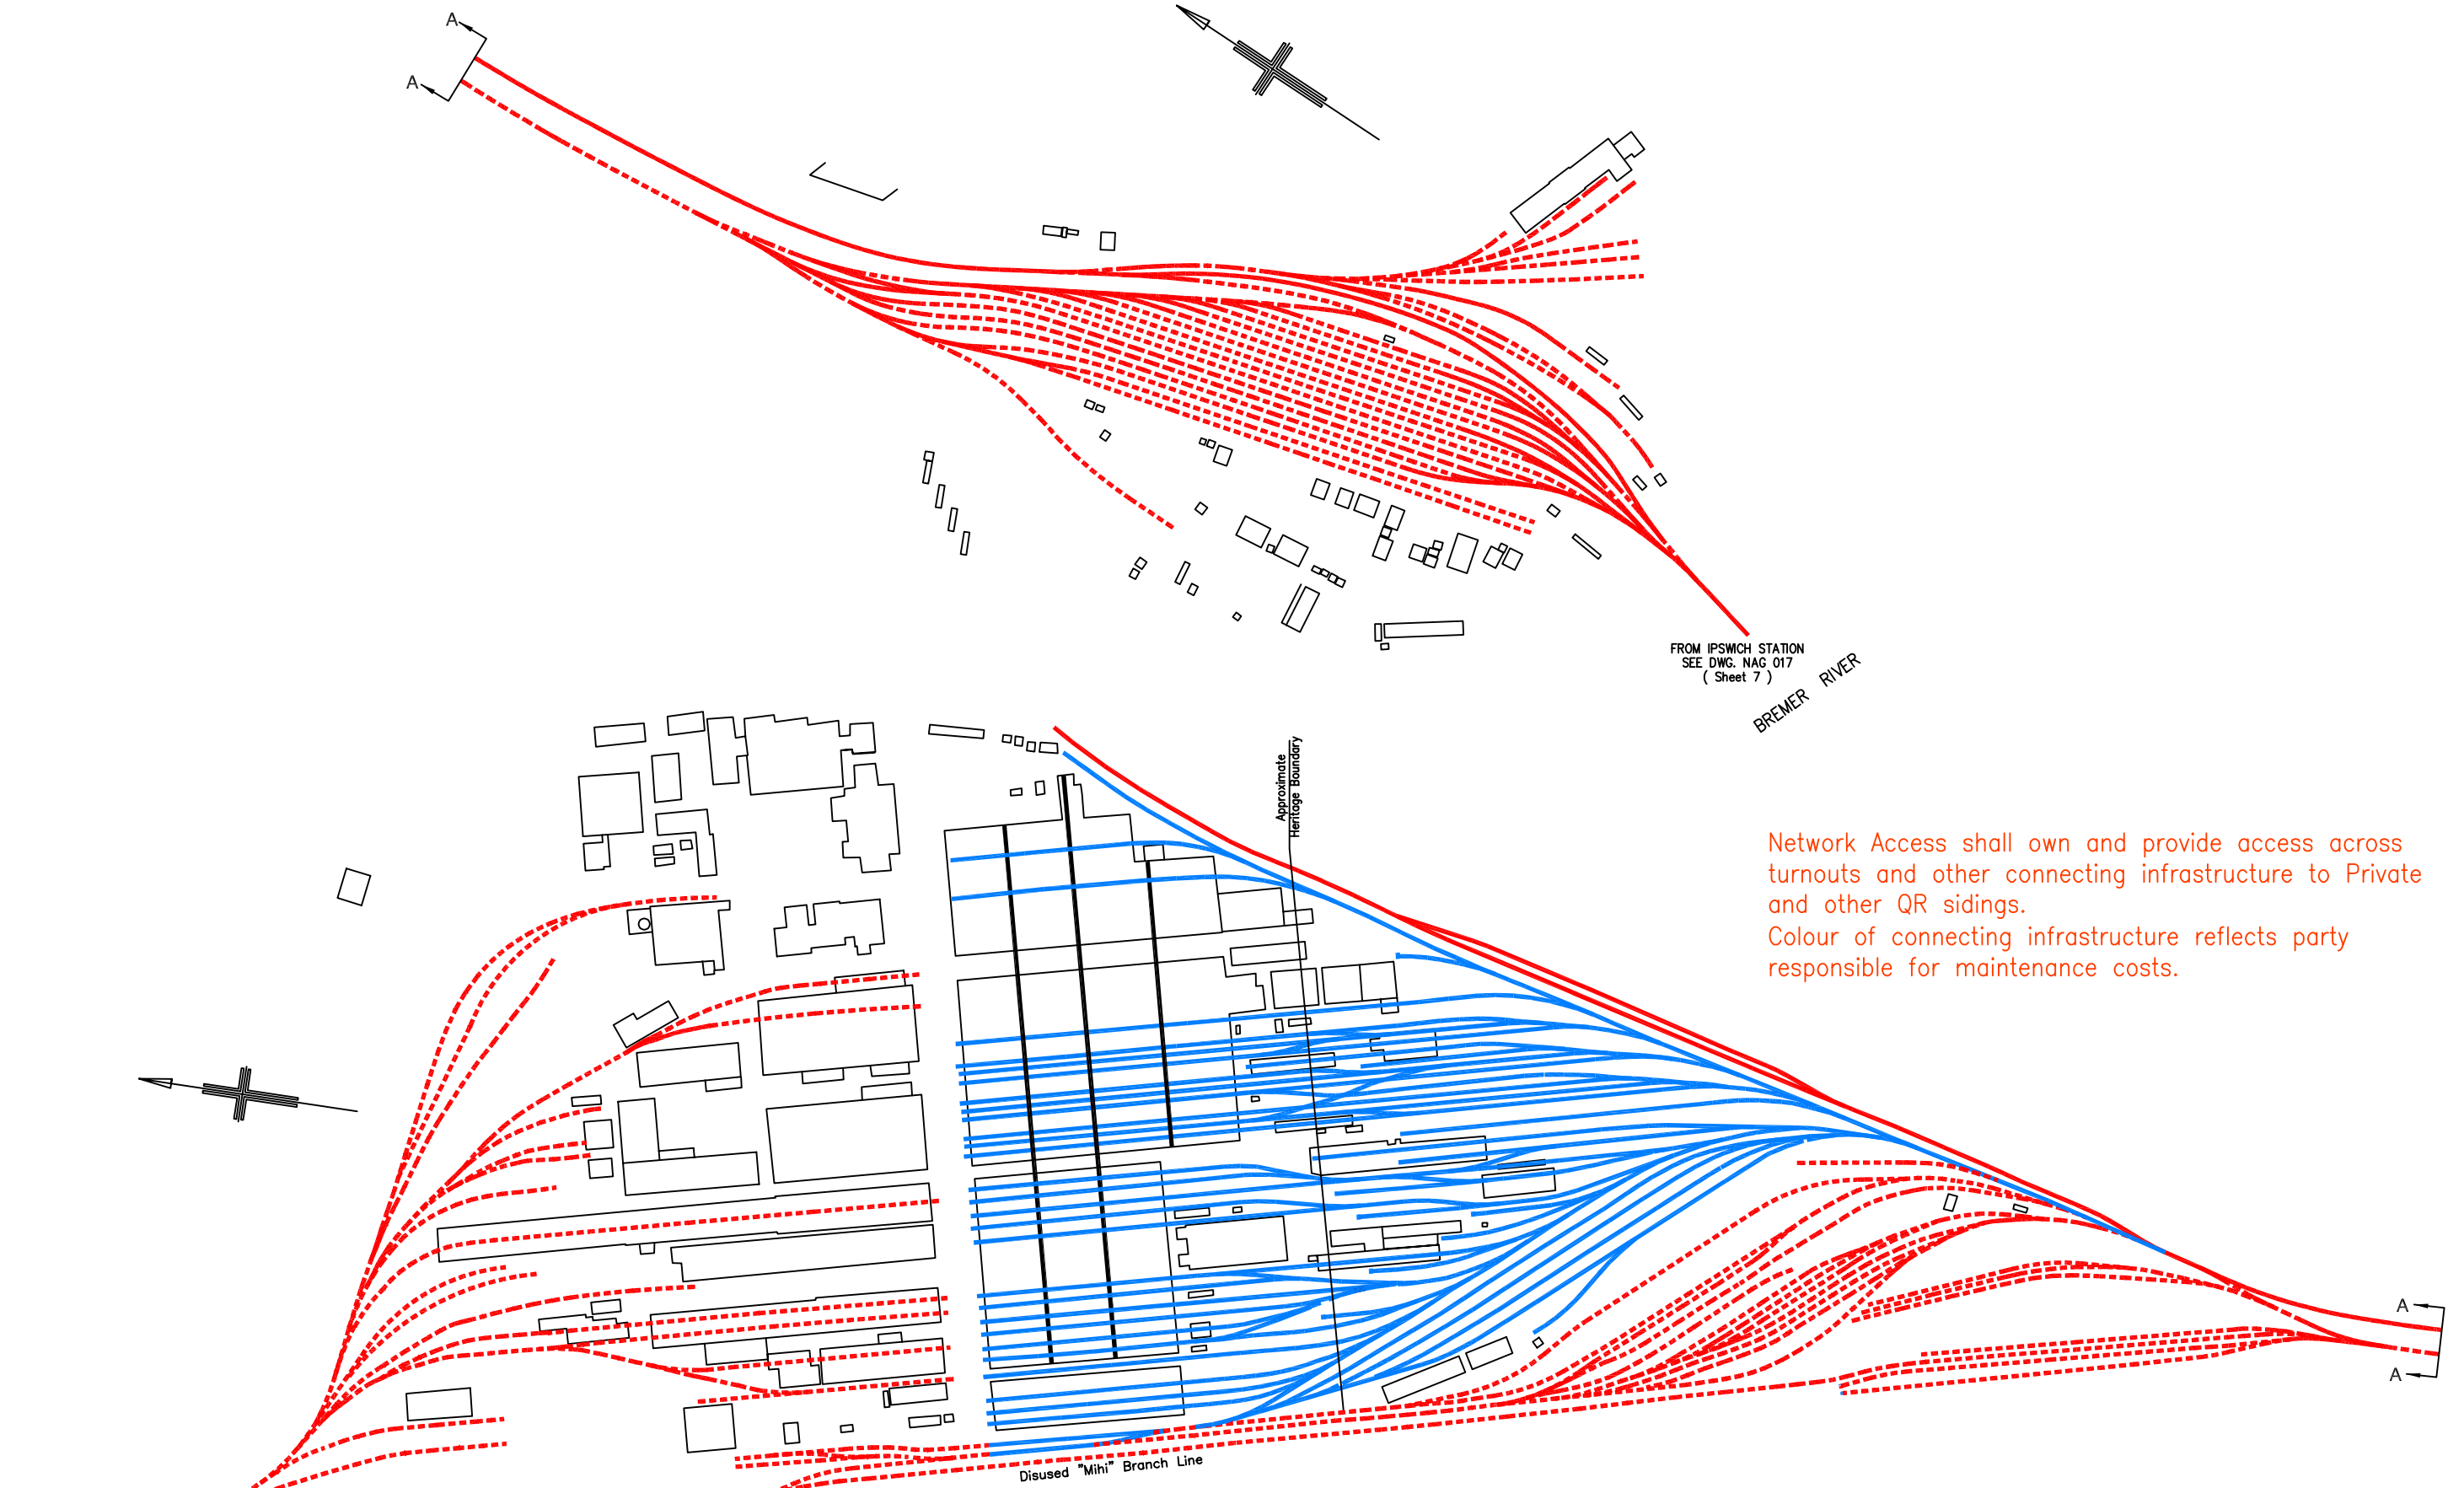 A
A
FROM IPSWICH STATION
SEE DWG. NAG 017
( Sheet 7 )
BREMER RIVER
Approximate
Heritage Boundary
Network Access shall own and provide access across
turnouts and other connecting infrastructure to Private
and other QR sidings.
Colour of connecting infrastructure reflects party
responsible for maintenance costs.
A
A
Disused "Mihi" Branch Line